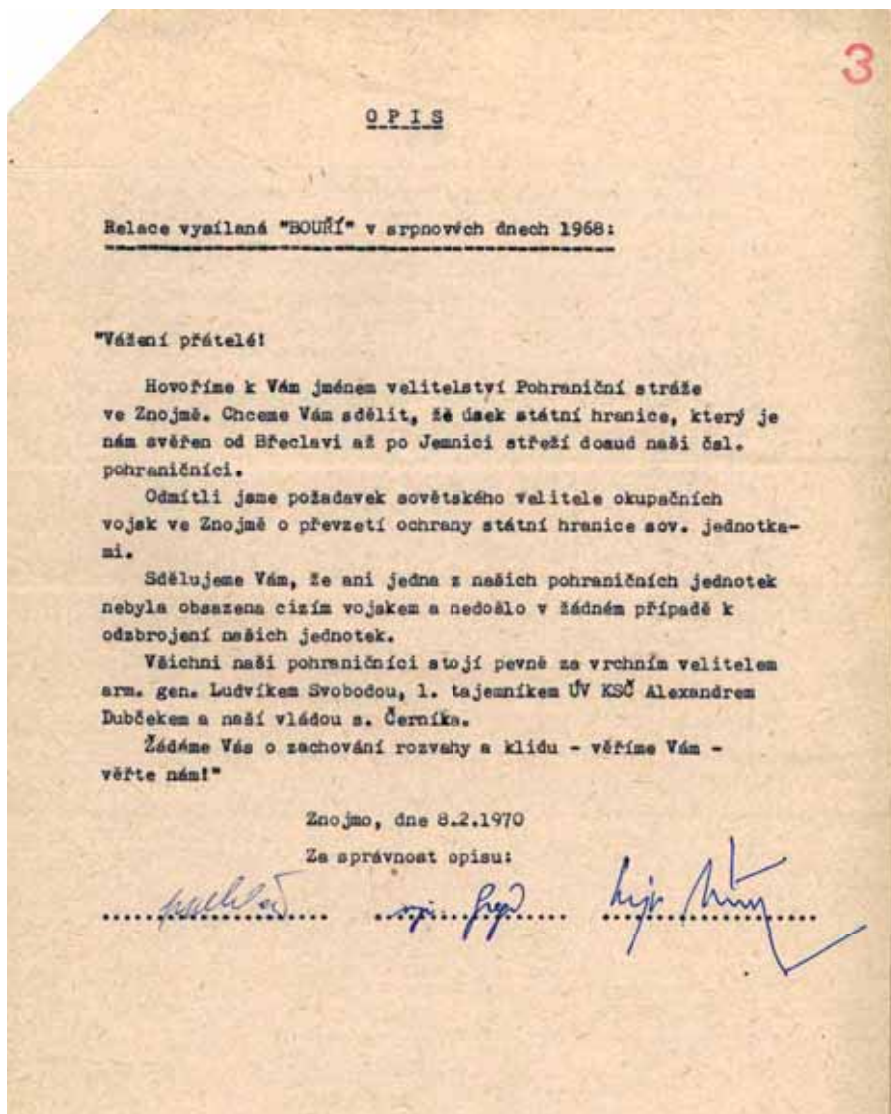 3
OPIS
Relace vysílaná "BOUŘÍ" v srpnových dnech 1968:
"Vážení přátelé!
Hovoříme k Vám jménem velitelství Pohraniční stráže
ve Znojmě. Chceme Vám sdělit, že úsek státní hranice, který je
nám svěřen od Břeclavi až po Jemnici střeží dosud naši čsl.
pohraničníci.
Odmítli jsme požadavek sovětského velitele okupačních
vojsk ve Znojmě o převzetí ochrany státní hranice sov. jednotka-
mi.
Sdělujeme Vám, že ani jedna z našich pohraničních jednotek
nebyla obsazena cizím vojskem a nedošlo v žádném případě k
odzbrojení našich jednotek.
Všichni naši pohraničníci stojí pevně za vrchním velitelem
arm. gen. Ludvíkem Svobodou, 1. tajemníkem ÚV KSČ Alexandrem
Dubčekem a naší vládou s. Černíka.
Žádáme Vás o zachování rozvahy a klidu - věříme Vám -
věřte nám!"
Znojmo, dne 8.2.1970
Za správnost opisu: